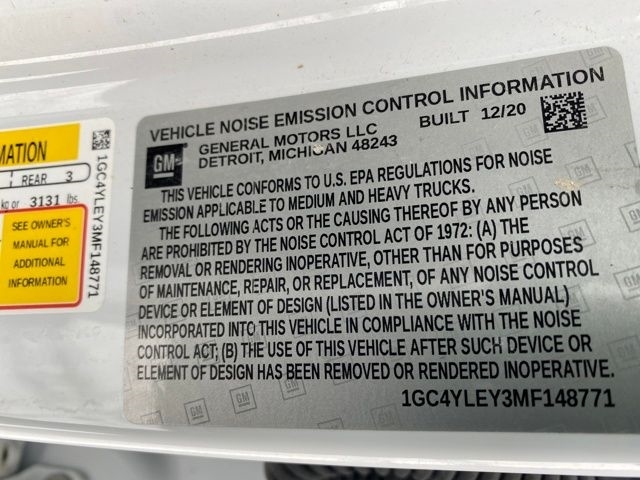 MATION
REAR 3
kg or 3131 lbs.
SEE OWNER'S
MANUAL FOR
ADDITIONAL
INFORMATION
1GC4YLEY3MF148771
VEHICLE NOISE EMISSION CONTROL INFORMATION
GM
GENERAL MOTORS LLC BUILT 12/20
DETROIT, MICHIGAN 48243
THIS VEHICLE CONFORMS TO U.S. EPA REGULATIONS FOR NOISE
EMISSION APPLICABLE TO MEDIUM AND HEAVY TRUCKS.
THE FOLLOWING ACTS OR THE CAUSING THEREOF BY ANY PERSON
ARE PROHIBITED BY THE NOISE CONTROL ACT OF 1972: (A) THE
REMOVAL OR RENDERING INOPERATIVE, OTHER THAN FOR PURPOSES
OF MAINTENANCE, REPAIR, OR REPLACEMENT, OF ANY NOISE CONTROL
DEVICE OR ELEMENT OF DESIGN (LISTED IN THE OWNER'S MANUAL)
INCORPORATED INTO THIS VEHICLE IN COMPLIANCE WITH THE NOISE
CONTROL ACT; (B) THE USE OF THIS VEHICLE AFTER SUCH DEVICE OR
ELEMENT OF DESIGN HAS BEEN REMOVED OR RENDERED INOPERATIVE.
1GC4YLEY3MF148771